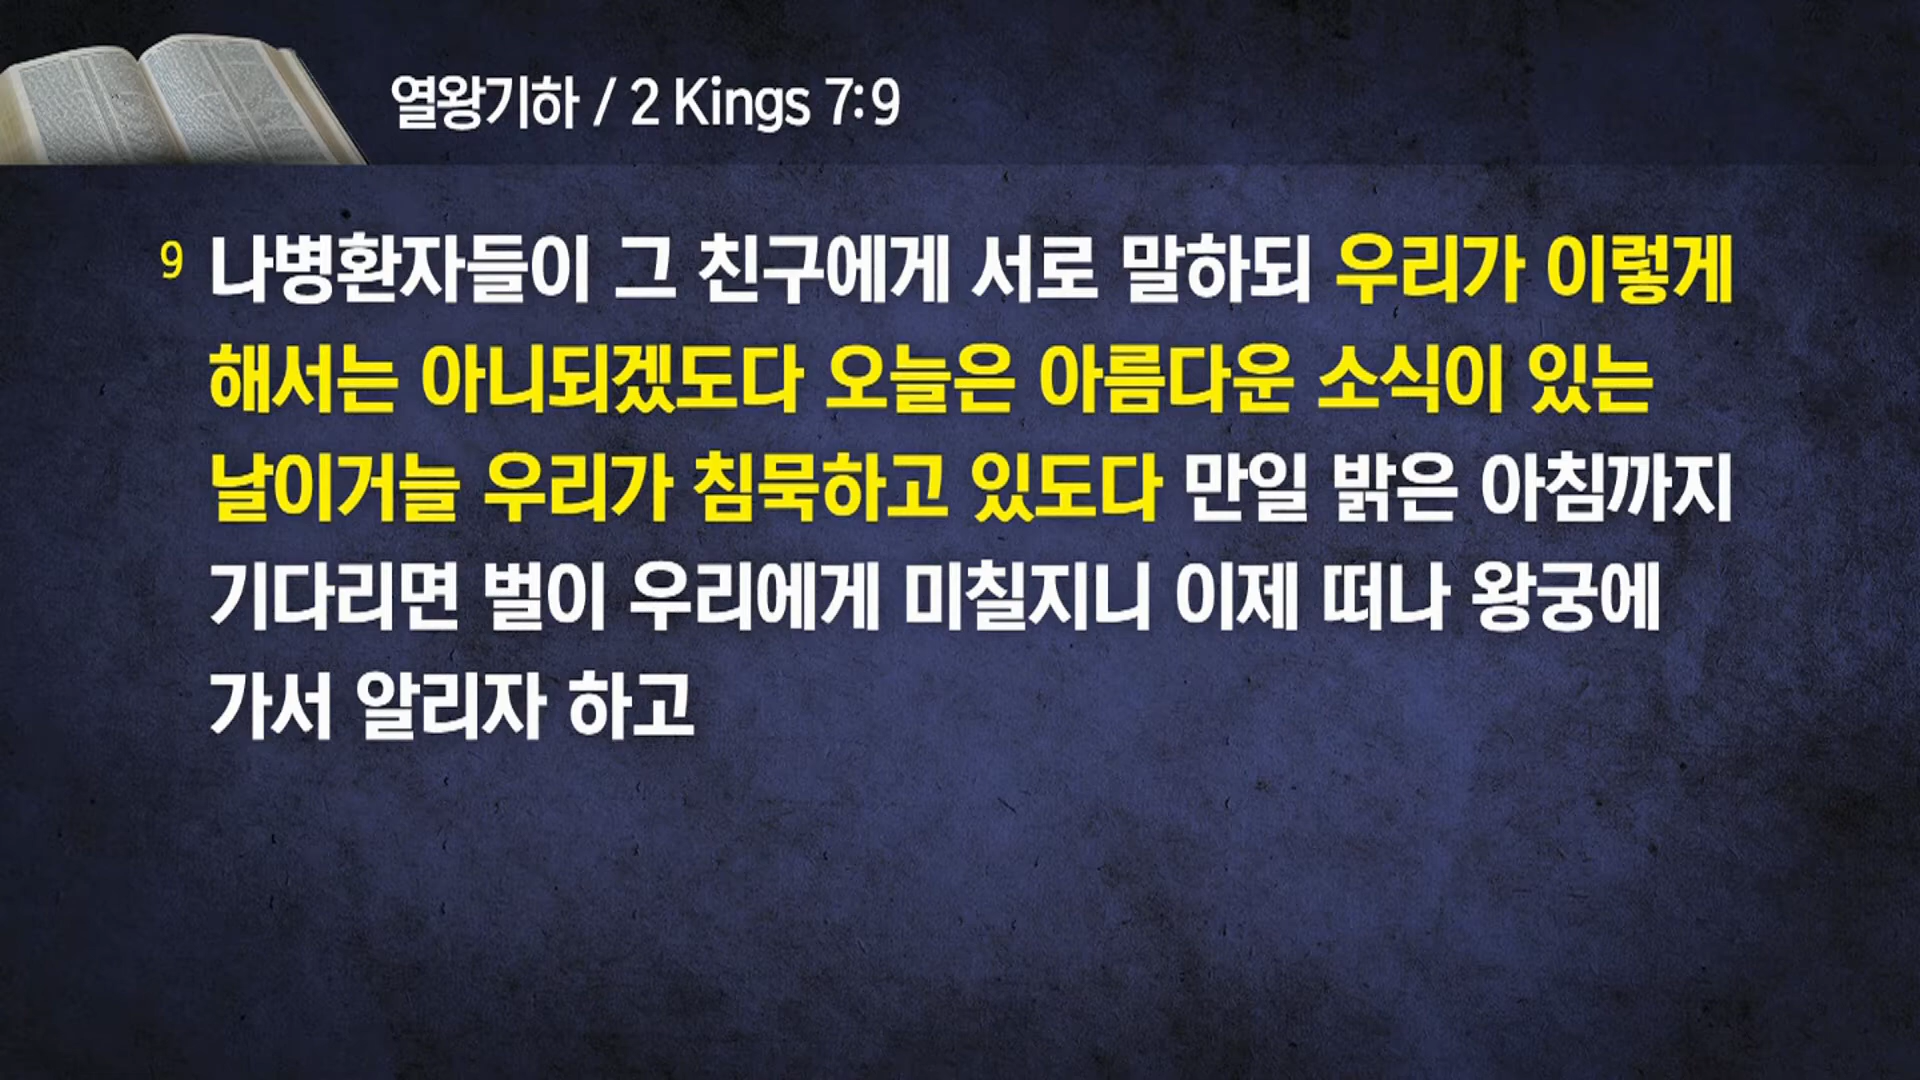 열왕기하 / 2 Kings 7:9
9 나병환자들이 그 친구에게 서로 말하되 우리가 이렇게
해서는 아니되겠도다 오늘은 아름다운 소식이 있는
날이거늘 우리가 침묵하고 있도다 만일 밝은 아침까지
기다리면 벌이 우리에게 미칠지니 이제 떠나 왕궁에
가서 알리자 하고